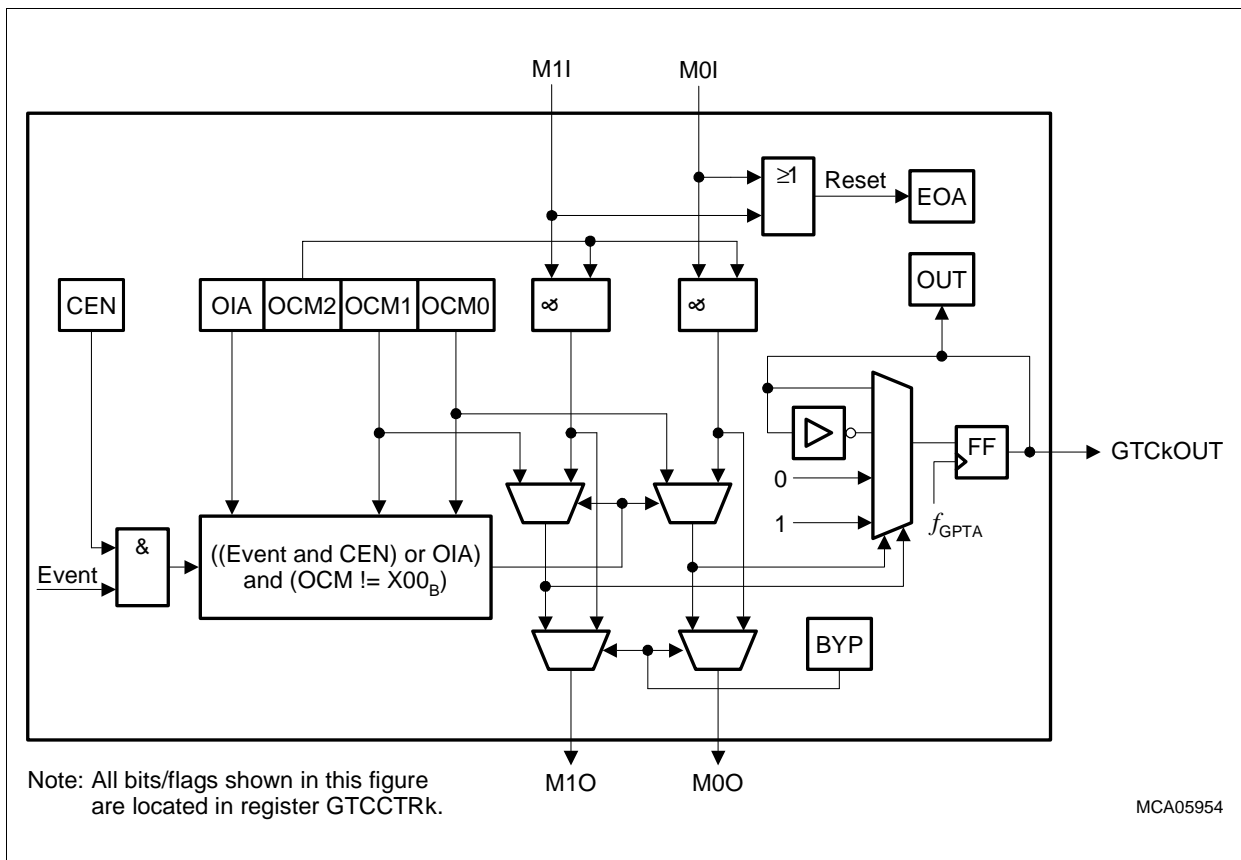 M1I
M0I
≥1
Reset
EOA
OUT
CEN
OIA
OCM2
OCM1
OCM0
&
&
FF
GTCkOUT
0
1
fGPTA
&
Event
((Event and CEN) or OIA)
and (OCM != X00B)
BYP
M1O
M0O
Note: All bits/flags shown in this figure
are located in register GTCCTRk.
MCA05954